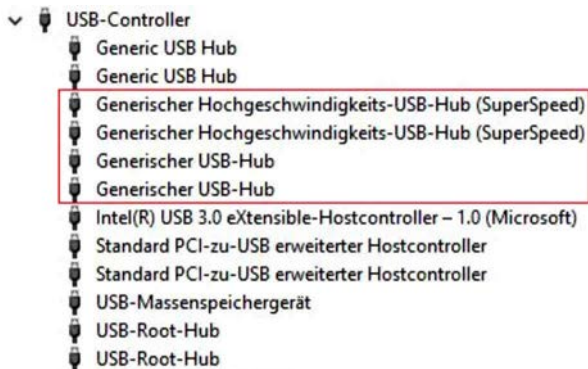 USB-Controller
Generic USB Hub
Generic USB Hub
Generischer Hochgeschwindigkeits-USB-Hub (SuperSpeed)
Generischer Hochgeschwindigkeits-USB-Hub (SuperSpeed)
Generischer USB-Hub
Generischer USB-Hub
Intel(R) USB 3.0 eXtensible-Hostcontroller – 1.0 (Microsoft)
Standard PCI-zu-USB erweiterter Hostcontroller
Standard PCI-zu-USB erweiterter Hostcontroller
USB-Massenspeichergerät
USB-Root-Hub
USB-Root-Hub